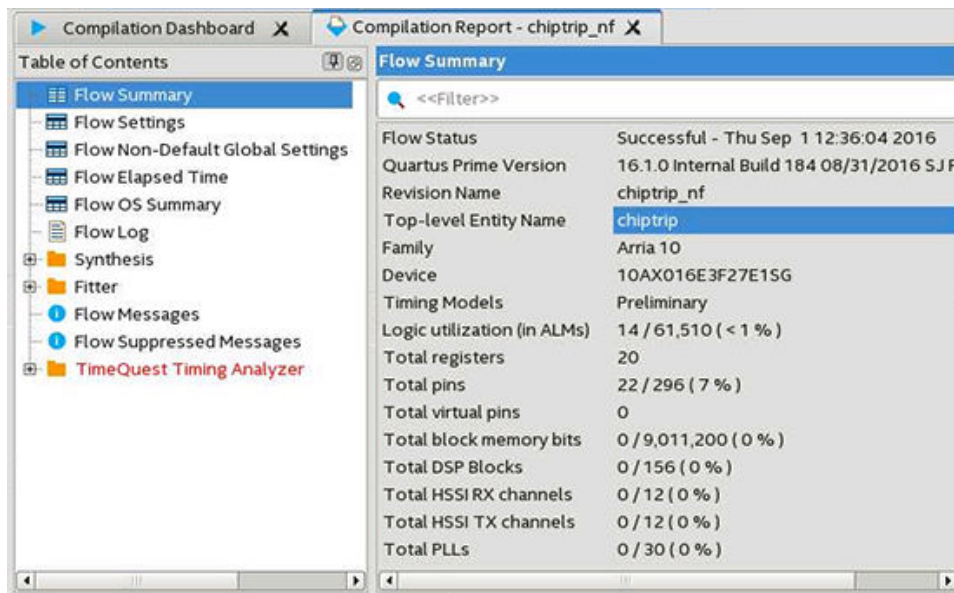 Compilation Dashboard X
Compilation Report - chiptrip_nf X
Table of Contents
Flow Summary
Flow Settings
Flow Non-Default Global Settings
Flow Elapsed Time
Flow OS Summary
Flow Log
Synthesis
Fitter
Flow Messages
Flow Suppressed Messages
TimeQuest Timing Analyzer
Flow Summary
<<Filter>>
Flow Status Successful - Thu Sep 1 12:36:04 2016
Quartus Prime Version 16.1.0 Internal Build 184 08/31/2016 SJ
Revision Name chiptrip_nf
Top-level Entity Name chiptrip
Family Arria 10
Device 10AX016E3F27E1SG
Timing Models Preliminary
Logic utilization (in ALMs) 14 / 61,510 ( < 1 % )
Total registers 20
Total pins 22 / 296 ( 7 % )
Total virtual pins 0
Total block memory bits 0 / 9,011,200 ( 0 % )
Total DSP Blocks 0 / 156 ( 0 % )
Total HSSI RX channels 0 / 12 ( 0 % )
Total HSSI TX channels 0 / 12 ( 0 % )
Total PLLs 0 / 30 ( 0 % )